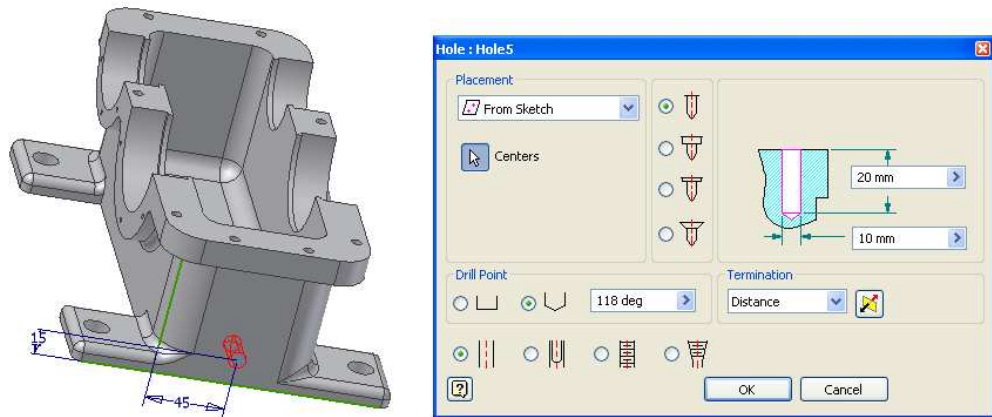 15
45
Hole : Hole5
Placement
From Sketch
Centers
20 mm
10 mm
Drill Point
118 deg
Termination
Distance
OK
Cancel